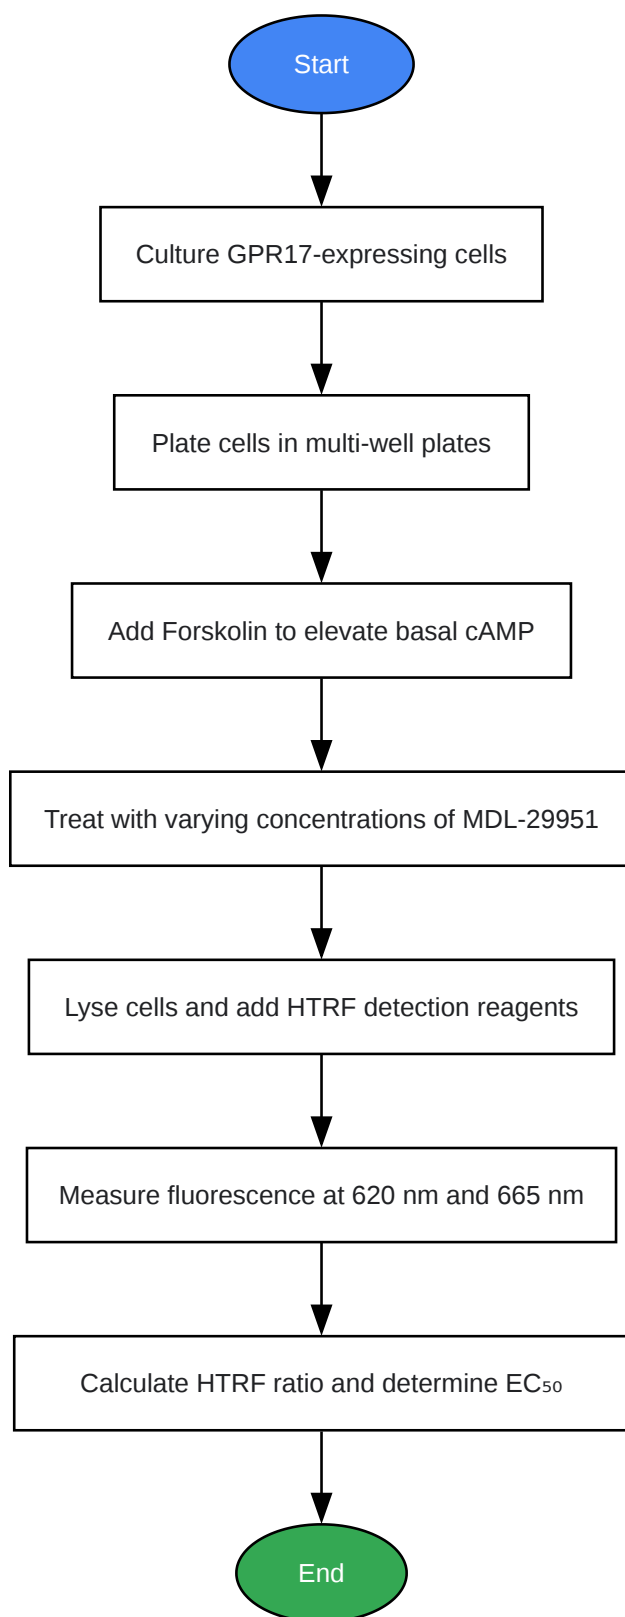 Start
Culture GPR17-expressing cells
Plate cells in multi-well plates
Add Forskolin to elevate basal cAMP
Treat with varying concentrations of MDL-29951
Lyse cells and add HTRF detection reagents
Measure fluorescence at 620 nm and 665 nm
Calculate HTRF ratio and determine EC₅₀
End